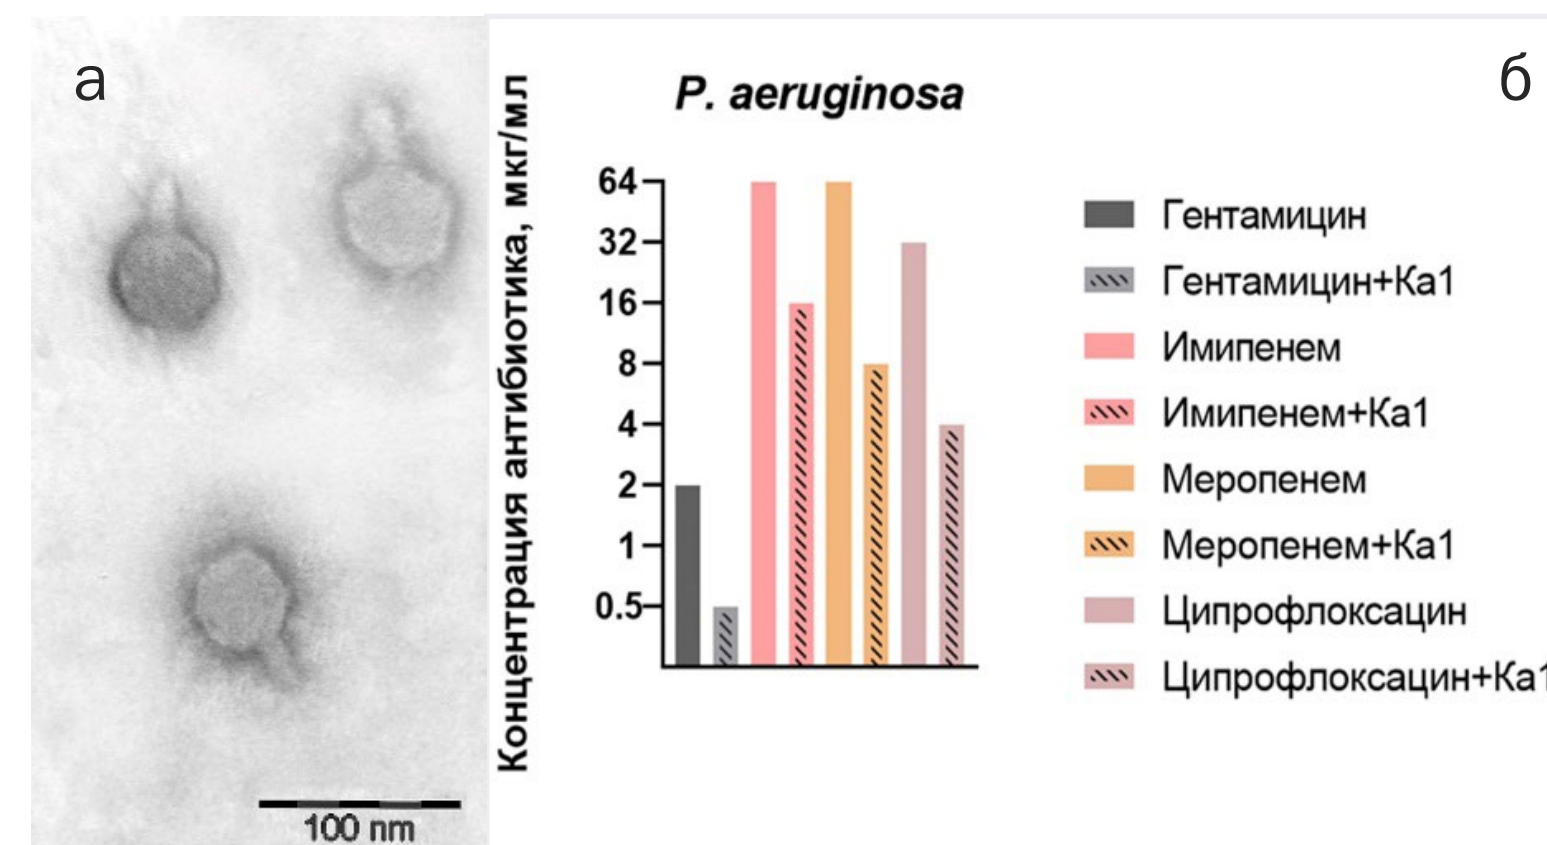 а
100 nm
Концентрация антибиотика, мкг/мл
P. aeruginosa
б
64
32
16
8
4
2
1
0.5
Гентамицин
Гентамицин+Ка1
Имипенем
Имипенем+Ка1
Меропенем
Меропенем+Ка1
Ципрофлоксацин
Ципрофлоксацин+Ка1